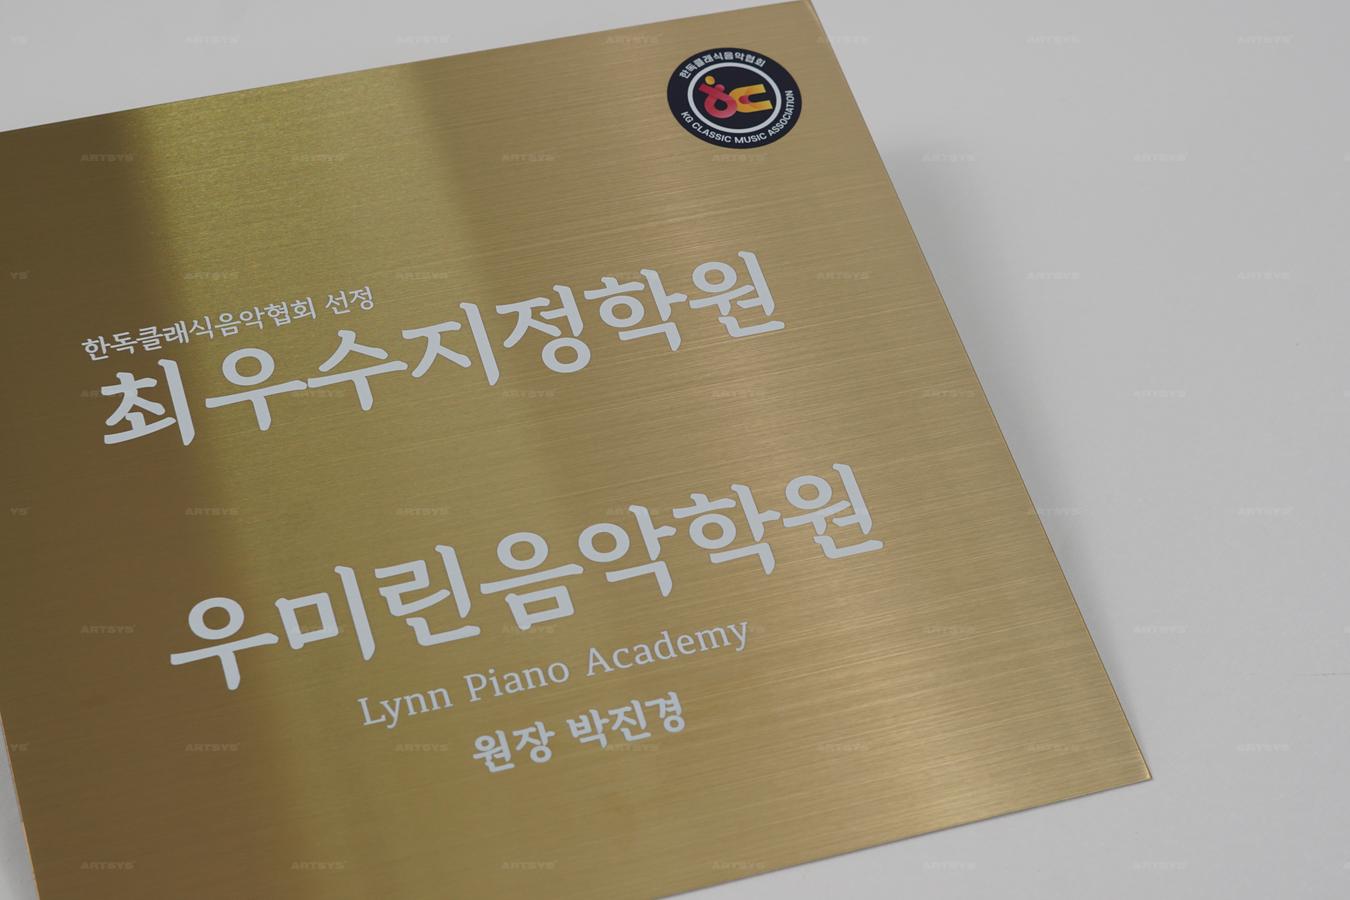 한독클래식음악협회
KG CLASSIC MUSIC ASSOCIATION
한독클래식음악협회 선정
최우수지정학원
우미린음악학원
Lynn Piano Academy
원장 박진경
ARTSYS